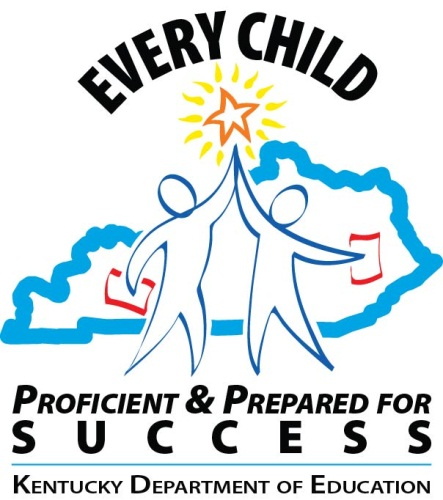 EVERY CHILD
PROFICIENT & PREPARED FOR
SUCCESS
KENTUCKY DEPARTMENT OF EDUCATION